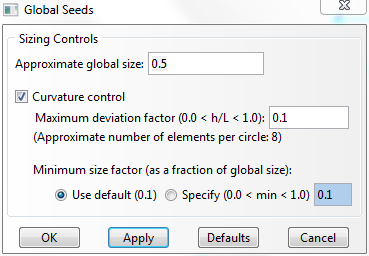 Global Seeds
Sizing Controls
Approximate global size: 0.5
Curvature control
Maximum deviation factor (0.0 < h/L < 1.0): 0.1
(Approximate number of elements per circle: 8)
Minimum size factor (as a fraction of global size):
Use default (0.1) Specify (0.0 < min < 1.0) 0.1
OK Apply Defaults Cancel